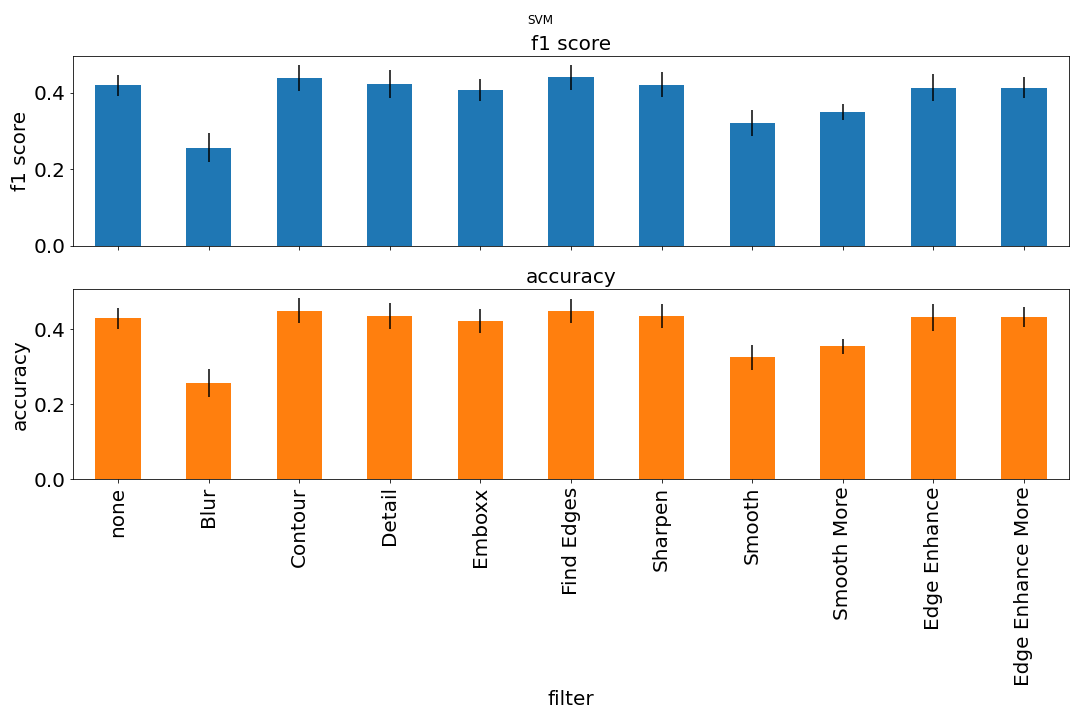 SVM
f1 score
f1 score
0.4
0.2
0.0
accuracy
accuracy
0.4
0.2
0.0
none
Blur
Contour
Detail
Emboxx
Find Edges
Sharpen
Smooth
Smooth More
Edge Enhance
Edge Enhance More
filter